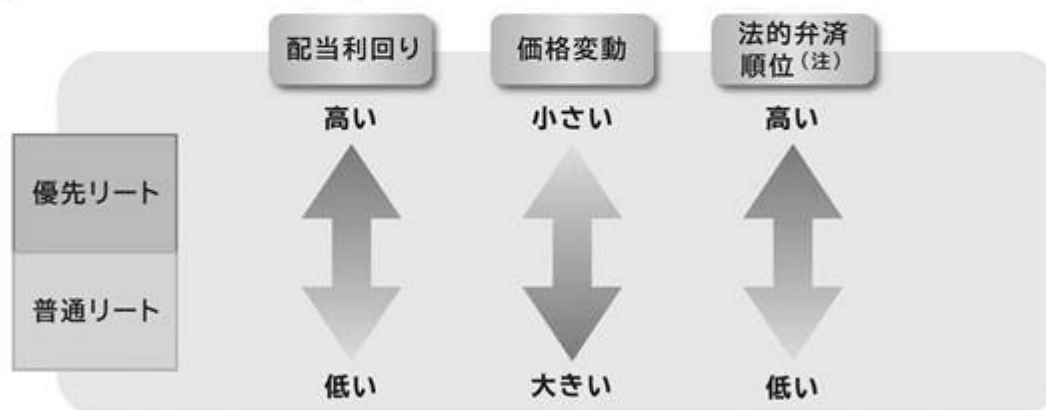 配当利回り
価格変動
法的弁済
順位(注)
高い
小さい
高い
優先リート
普通リート
低い
大きい
低い